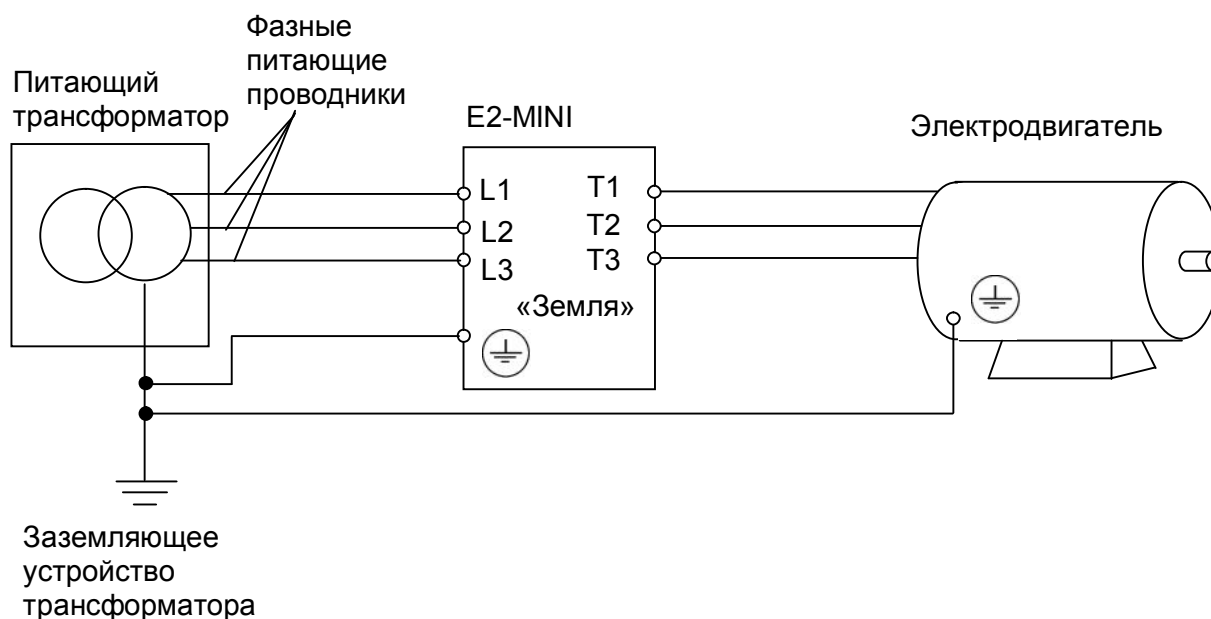 Фазные
питающие
проводники
Питающий
трансформатор
E2-MINI
Электродвигатель
L1
T1
L2
T2
L3
T3
«Земля»
Заземляющее
устройство
трансформатора